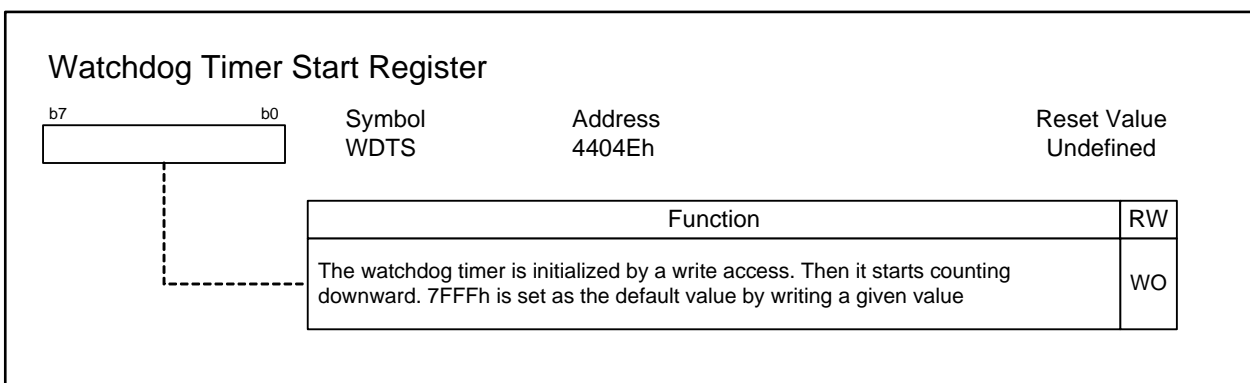 Watchdog Timer Start Register
b7 b0
Symbol Address Reset Value
WDTS 4404Eh Undefined
Function RW
The watchdog timer is initialized by a write access. Then it starts counting
downward. 7FFFh is set as the default value by writing a given value
WO